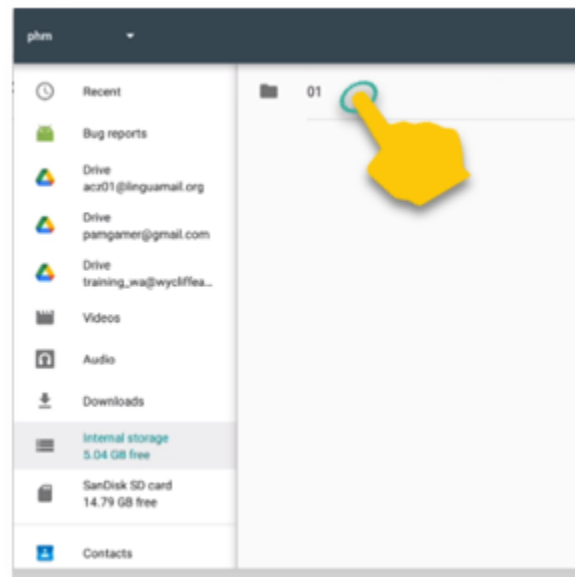 phm
Recent
01
Bug reports
Drive
acz01@linguamail.org
Drive
pamgamer@gmail.com
Drive
training_wa@wycliffea...
Videos
Audio
Downloads
Internal storage
5.04 GB free
SanDisk SD card
14.79 GB free
Contacts